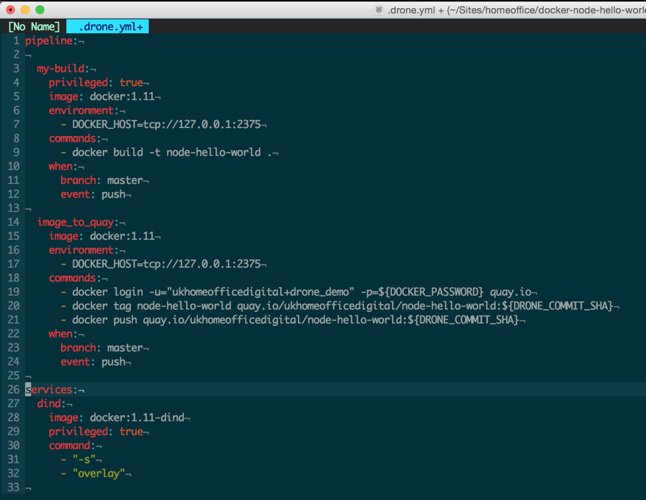 .drone.yml + (~/Sites/homeoffice/docker-node-hello-worl
[No Name] .drone.yml+
1 pipeline:¬
2 ¬
3   my-build:¬
4     privileged: true¬
5     image: docker:1.11¬
6     environment:¬
7       - DOCKER_HOST=tcp://127.0.0.1:2375¬
8     commands:¬
9       - docker build -t node-hello-world .¬
10     when:¬
11       branch: master¬
12       event: push¬
13 ¬
14   image_to_quay:¬
15     image: docker:1.11¬
16     environment:¬
17       - DOCKER_HOST=tcp://127.0.0.1:2375¬
18     commands:¬
19       - docker login -u="ukhomeofficedigital+drone_demo" -p=${DOCKER_PASSWORD} quay.io¬
20       - docker tag node-hello-world quay.io/ukhomeofficedigital/node-hello-world:${DRONE_COMMIT_SHA}¬
21       - docker push quay.io/ukhomeofficedigital/node-hello-world:${DRONE_COMMIT_SHA}¬
22     when:¬
23       branch: master¬
24       event: push¬
25 ¬
26 services:¬
27   dind:¬
28     image: docker:1.11-dind¬
29     privileged: true¬
30     command:¬
31       - "-s"¬
32       - "overlay"¬
33 ¬